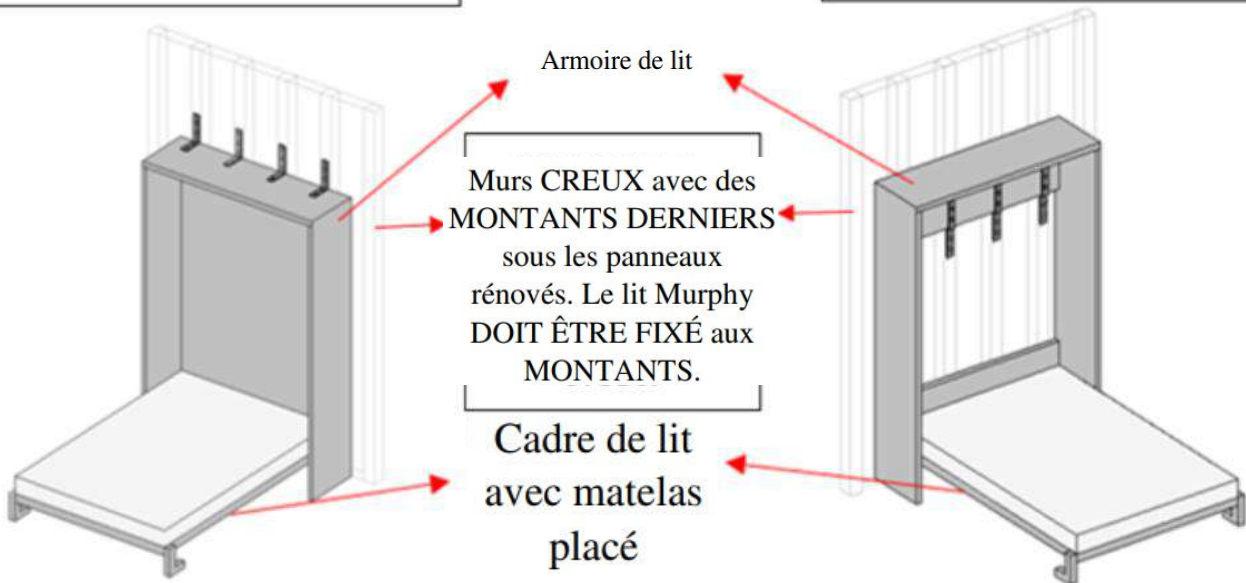 Armoire de lit
Murs CREUX avec des
MONTANTS DERNIERS
sous les panneaux
rénovés. Le lit Murphy
DOIT ÊTRE FIXÉ aux
MONTANTS.
Cadre de lit
avec matelas
placé